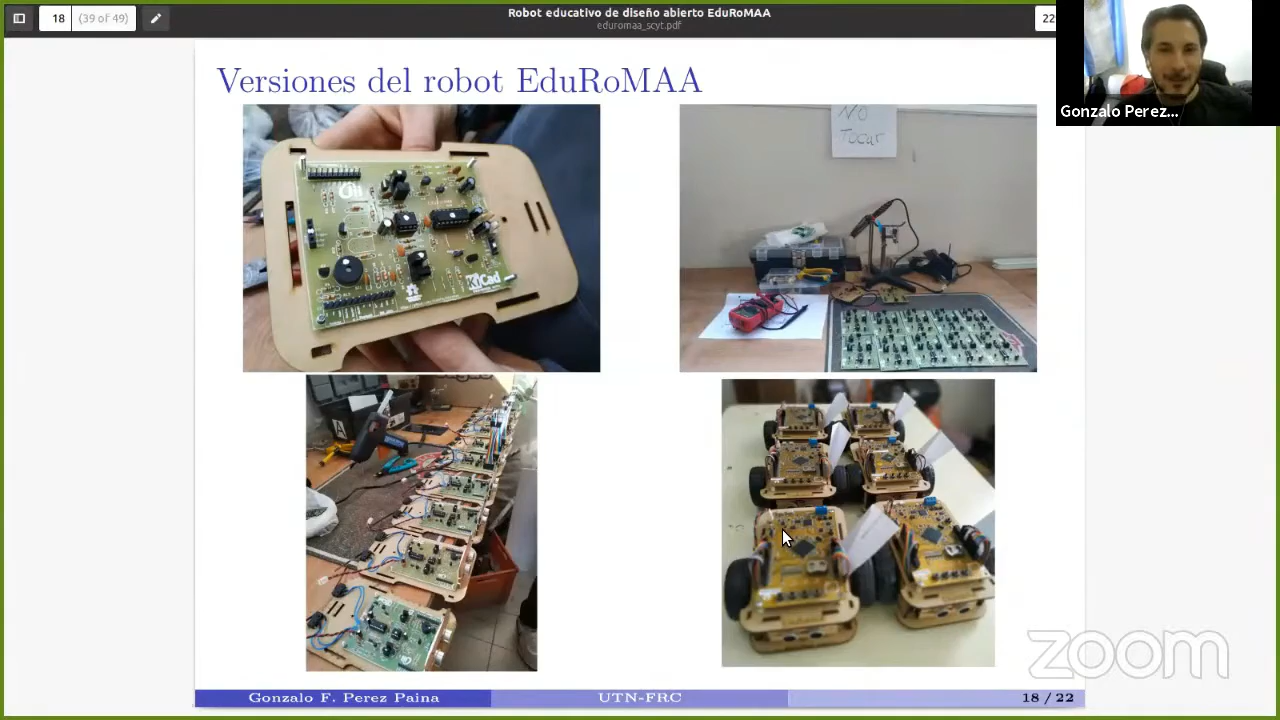 18
(39 of 49)
Robot educativo de diseño abierto EduRoMAA
eduromaa_scyt.pdf
22
Gonzalo Perez...
Versiones del robot EduRoMAA
NO
Tocar
KiCad
A
zoom
Gonzalo F. Perez Paina
UTN-FRC
18 / 22